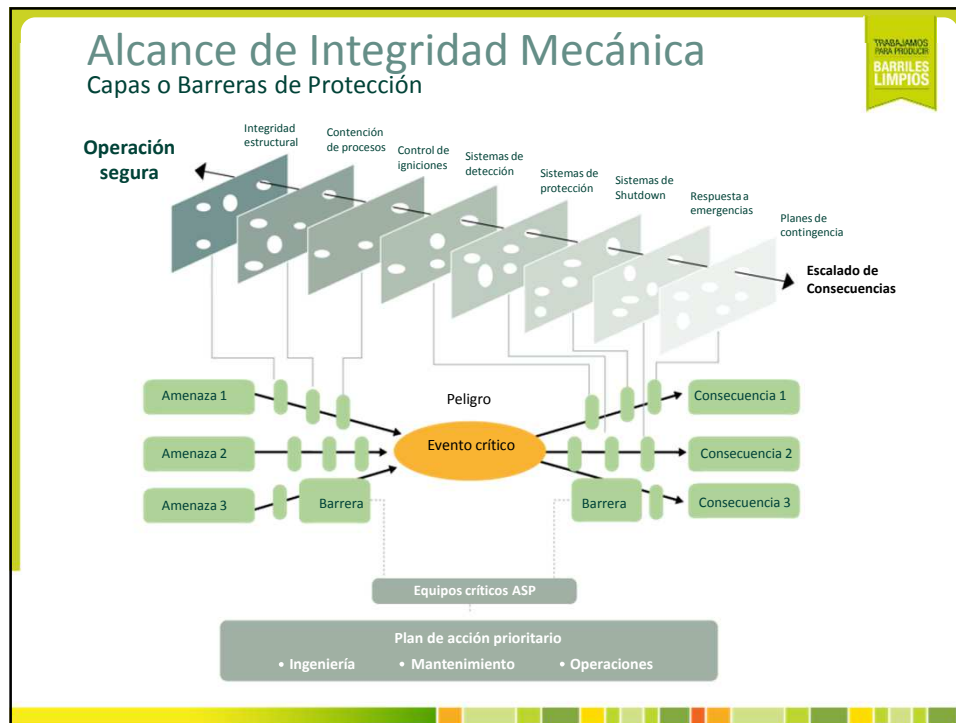 Alcance de Integridad Mecánica
Capas o Barreras de Protección
TRABAJAMOS
PARA PRODUCIR
BARRILES
LIMPIOS
Operación
segura
Integridad
estructural
Contención
de procesos
Control de
igniciones
Sistemas de
detección
Sistemas de
protección
Sistemas de
Shutdown
Respuesta a
emergencias
Planes de
contingencia
Escalado de
Consecuencias
Amenaza 1
Peligro
Consecuencia 1
Amenaza 2
Evento crítico
Consecuencia 2
Amenaza 3
Barrera
Barrera
Consecuencia 3
Equipos críticos ASP
Plan de acción prioritario
• Ingeniería • Mantenimiento • Operaciones